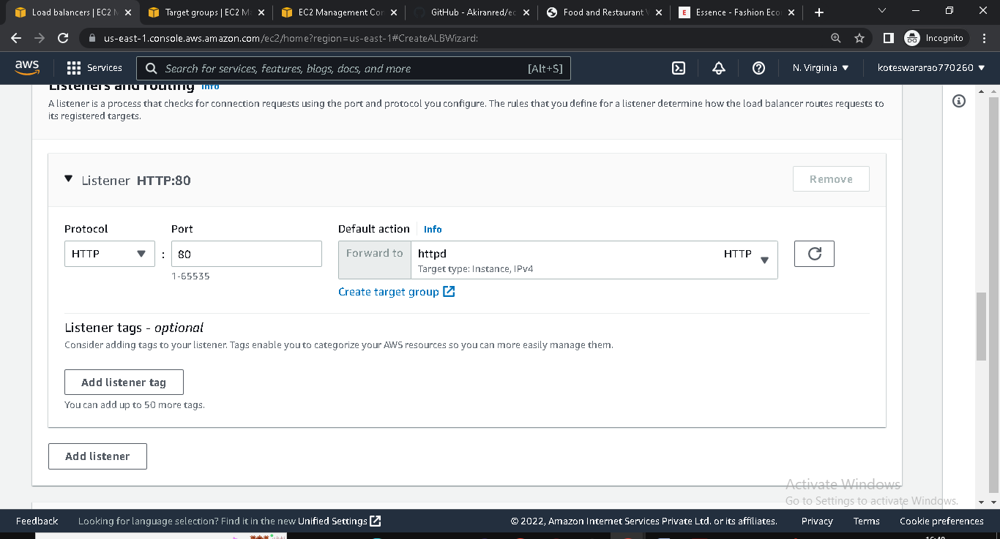 Load balancers | EC2 M
Target groups | EC2 Ma
EC2 Management Con
GitHub - Akiranred/ec
Food and Restaurant V
E
Essence - Fashion Eco
us-east-1.console.aws.amazon.com/ec2/home?region=us-east-1#CreateALBWizard:
Incognito
aws
Services
Search for services, features, blogs, docs, and more
[Alt+S]
N. Virginia
koteswararao770260
Listeners and routing Info
A listener is a process that checks for connection requests using the port and protocol you configure. The rules that you define for a listener determine how the load balancer routes requests to
its registered targets.
Listener HTTP:80
Remove
Protocol
Port
Default action
Info
HTTP
:
80
Forward to
httpd
HTTP
Target type: Instance, IPv4
1-65535
Create target group
Listener tags - optional
Consider adding tags to your listener. Tags enable you to categorize your AWS resources so you can more easily manage them.
Add listener tag
You can add up to 50 more tags.
Add listener
Activate Windows
Go to Settings to activate Windows.
Feedback
Looking for language selection? Find it in the new Unified Settings
© 2022, Amazon Internet Services Private Ltd. or its affiliates.
Privacy
Terms
Cookie preferences